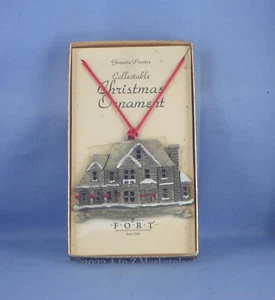 Genuine Pewter
Collectable
Christmas
Ornament
FORT